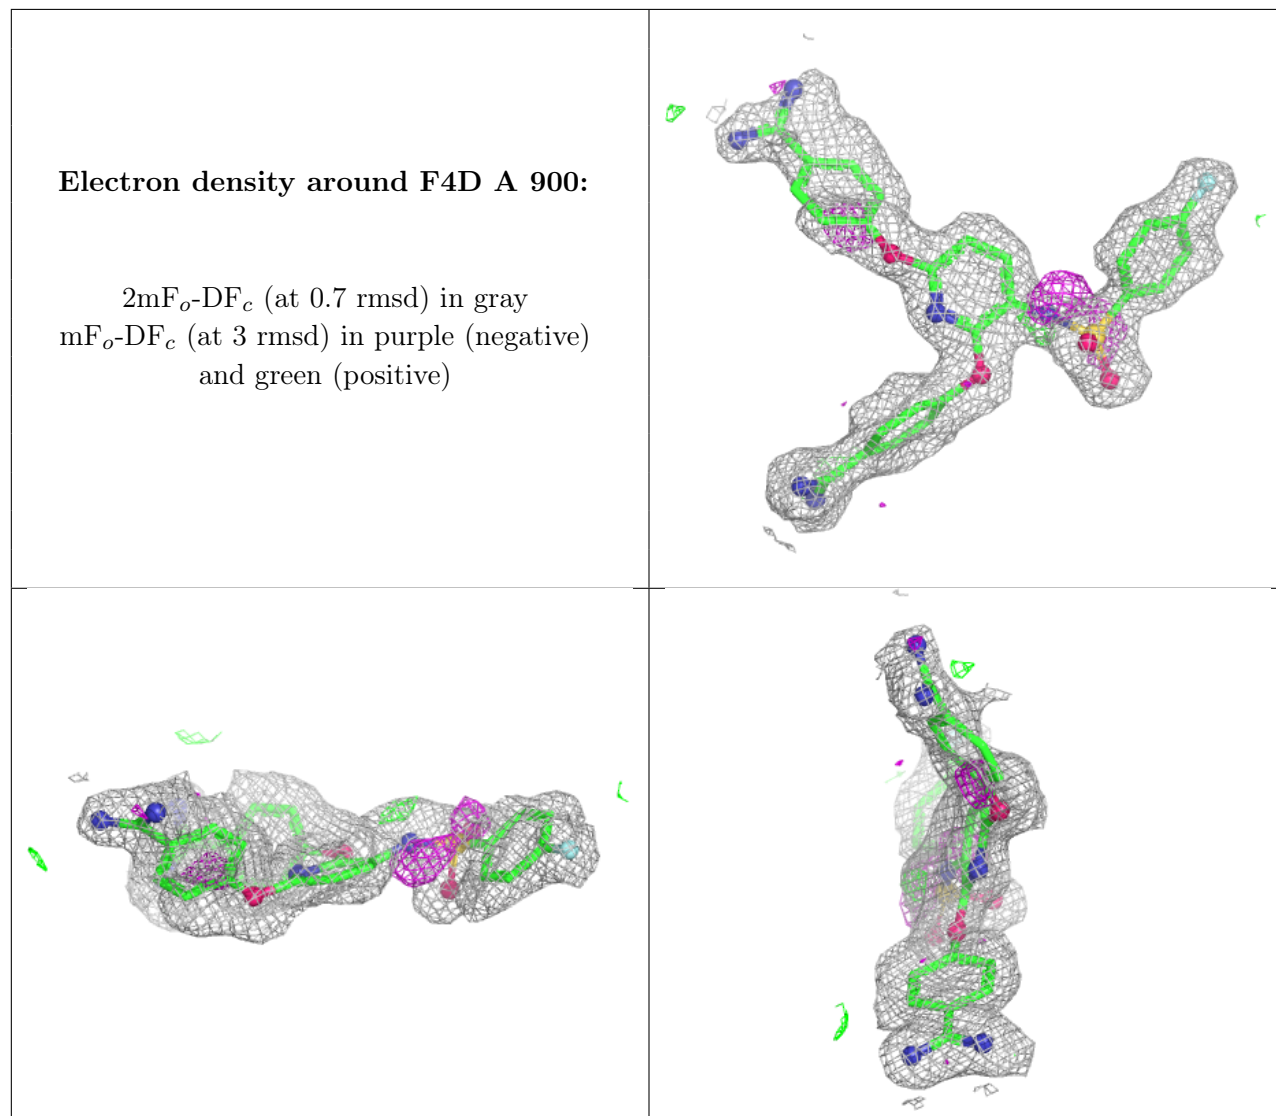 Electron density around F4D A 900:
2mFo-DFc (at 0.7 rmsd) in gray
mFo-DFc (at 3 rmsd) in purple (negative)
and green (positive)